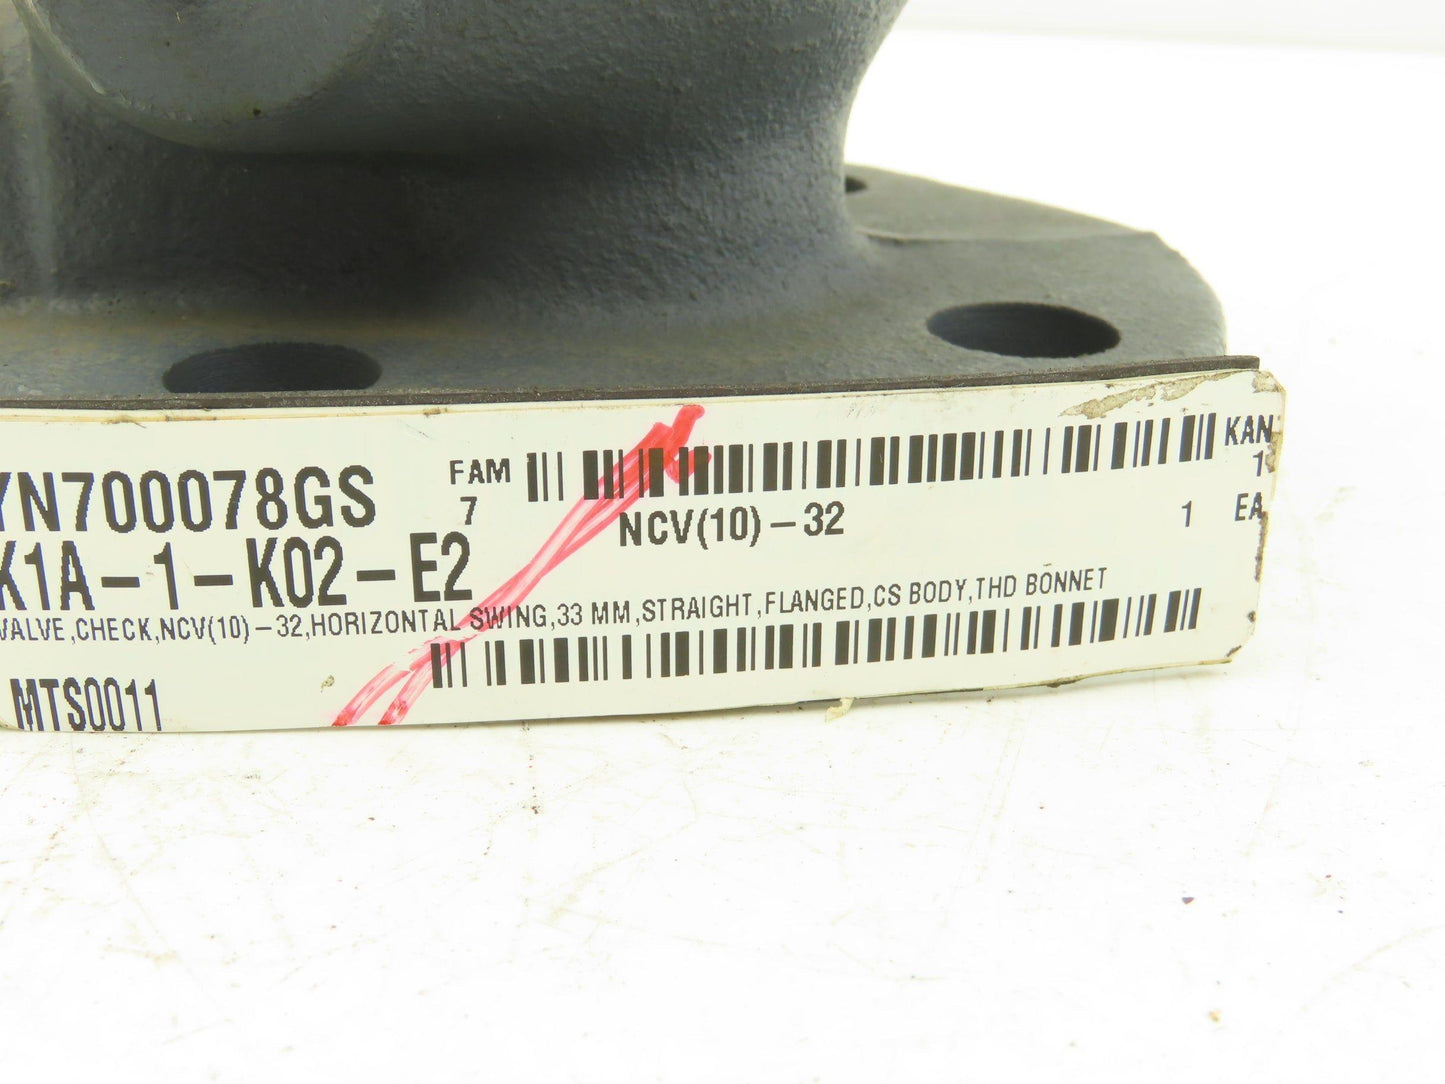 YN700078GS FAM KAN
7 1
NCV(10)-32 1 EA
K1A-1-K02-E2
VALVE,CHECK,NCV(10)-32,HORIZONTAL SWING,33 MM,STRAIGHT,FLANGED,CS BODY,THD BONNET
MTS0011